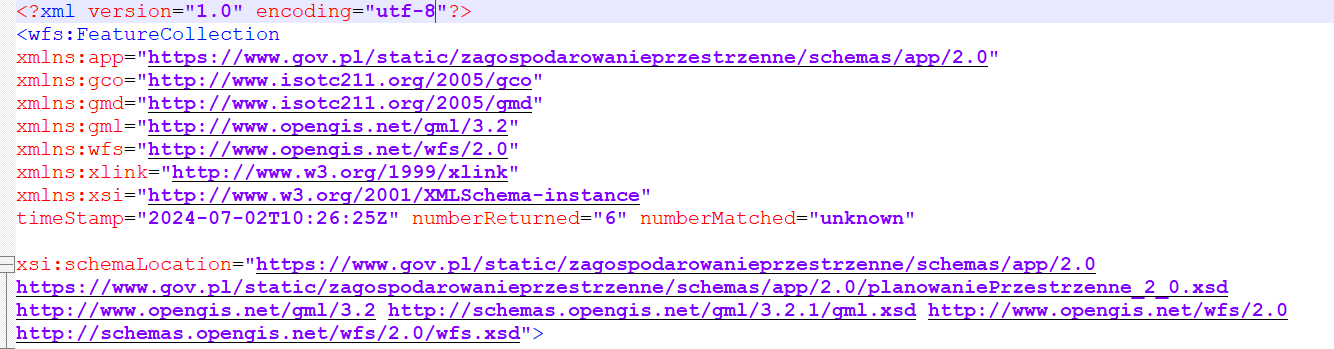 <?xml version="1.0" encoding="utf-8"?>
<wfs:FeatureCollection
xmlns:app="https://www.gov.pl/static/zagospodarowanieprzestrzenne/schemas/app/2.0"
xmlns:gco="http://www.isotc211.org/2005/gco"
xmlns:gmd="http://www.isotc211.org/2005/gmd"
xmlns:gml="http://www.opengis.net/gml/3.2"
xmlns:wfs="http://www.opengis.net/wfs/2.0"
xmlns:xlink="http://www.w3.org/1999/xlink"
xmlns:xsi="http://www.w3.org/2001/XMLSchema-instance"
timeStamp="2024-07-02T10:26:25Z" numberReturned="6" numberMatched="unknown"
xsi:schemaLocation="https://www.gov.pl/static/zagospodarowanieprzestrzenne/schemas/app/2.0
https://www.gov.pl/static/zagospodarowanieprzestrzenne/schemas/app/2.0/planowaniePrzestrzenne_2_0.xsd
http://www.opengis.net/gml/3.2 http://schemas.opengis.net/gml/3.2.1/gml.xsd http://www.opengis.net/wfs/2.0
http://schemas.opengis.net/wfs/2.0/wfs.xsd">